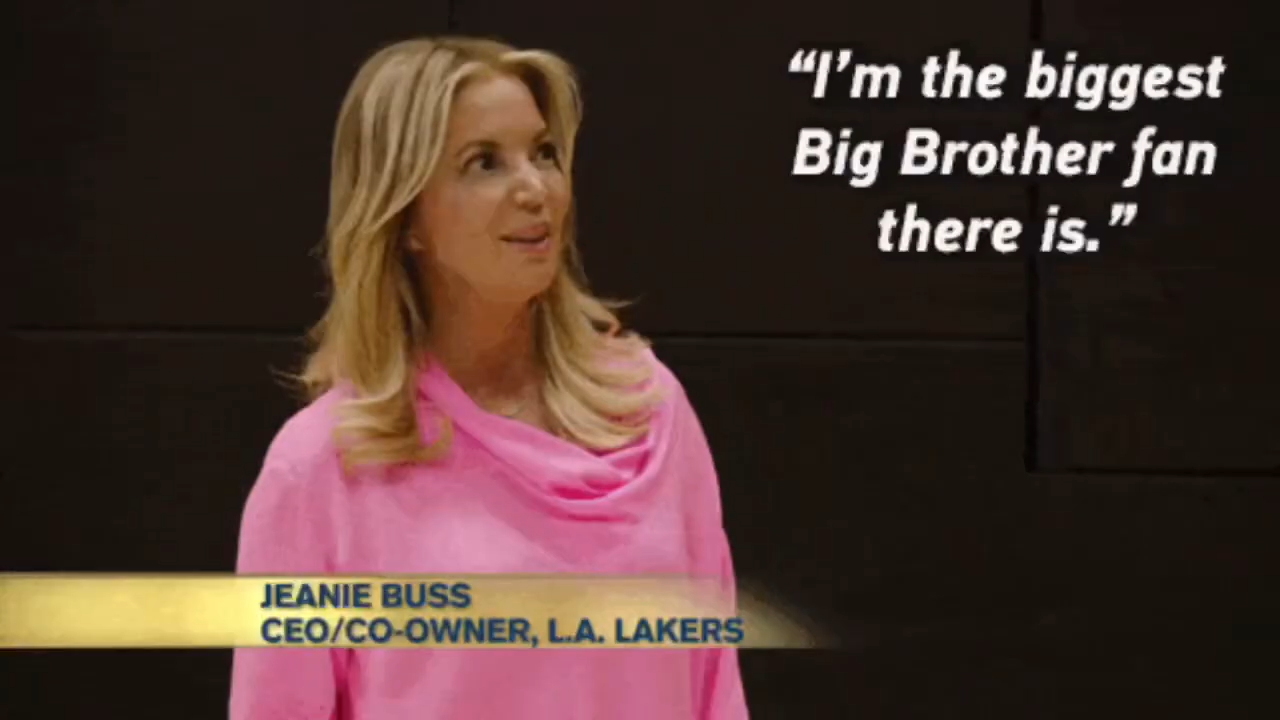 “I’m the biggest
Big Brother fan
there is.”
JEANIE BUSS
CEO/CO-OWNER, L.A. LAKERS